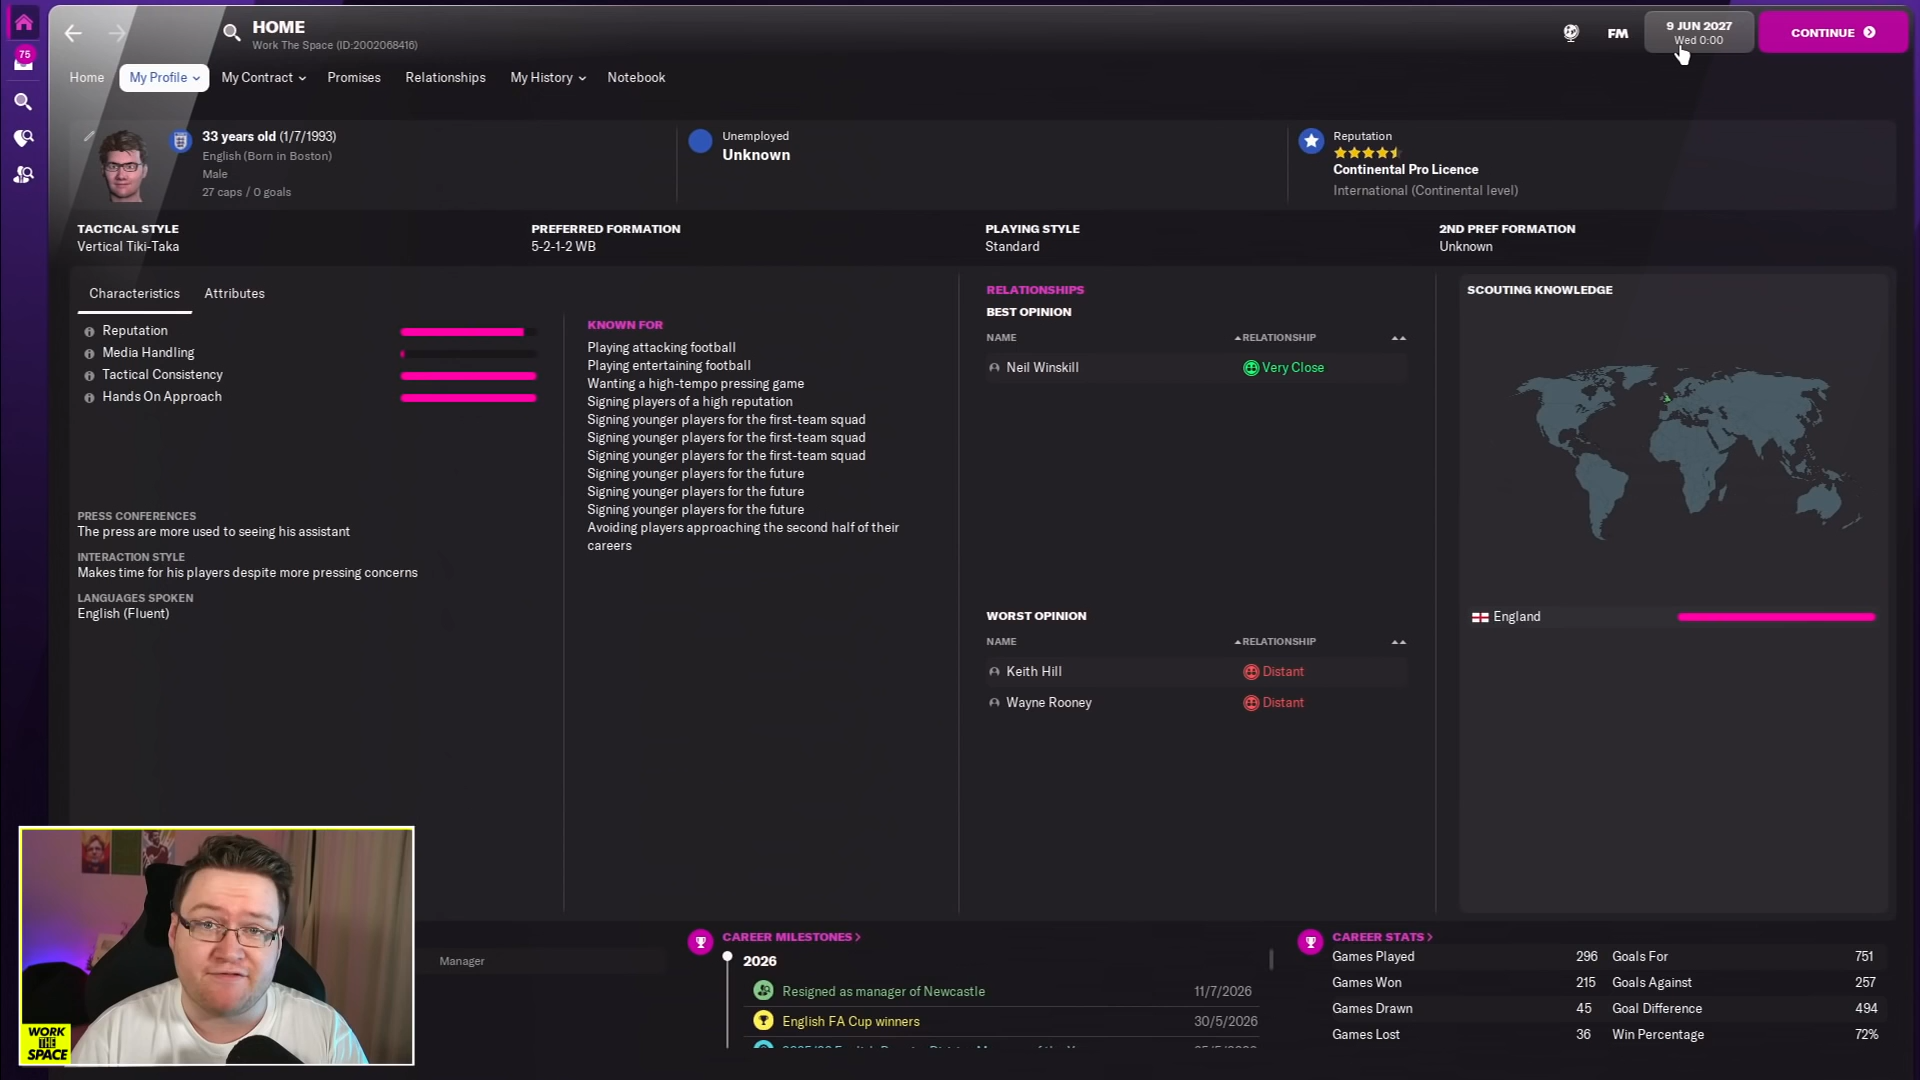 HOME
Work The Space (ID:2002068416)
FM
9 JUN 2027
Wed 0:00
CONTINUE
75
Home
My Profile
My Contract
Promises
Relationships
My History
Notebook
33 years old (1/7/1993)
English (Born in Boston)
Male
27 caps / 0 goals
Unemployed
Unknown
Reputation
Continental Pro Licence
International (Continental level)
TACTICAL STYLE
Vertical Tiki-Taka
PREFERRED FORMATION
5-2-1-2 WB
PLAYING STYLE
Standard
2ND PREF FORMATION
Unknown
Characteristics
Attributes
Reputation
Media Handling
Tactical Consistency
Hands On Approach
PRESS CONFERENCES
The press are more used to seeing his assistant
INTERACTION STYLE
Makes time for his players despite more pressing concerns
LANGUAGES SPOKEN
English (Fluent)
KNOWN FOR
Playing attacking football
Playing entertaining football
Wanting a high-tempo pressing game
Signing players of a high reputation
Signing younger players for the first-team squad
Signing younger players for the first-team squad
Signing younger players for the first-team squad
Signing younger players for the future
Signing younger players for the future
Signing younger players for the future
Avoiding players approaching the second half of their
careers
RELATIONSHIPS
BEST OPINION
NAME RELATIONSHIP
Neil Winskill Very Close
WORST OPINION
NAME RELATIONSHIP
Keith Hill Distant
Wayne Rooney Distant
SCOUTING KNOWLEDGE
England
Manager
CAREER MILESTONES
2026
Resigned as manager of Newcastle 11/7/2026
English FA Cup winners 30/5/2026
CAREER STATS
Games Played 296 Goals For 751
Games Won 215 Goals Against 257
Games Drawn 45 Goal Difference 494
Games Lost 36 Win Percentage 72%
WORK
THE
SPACE